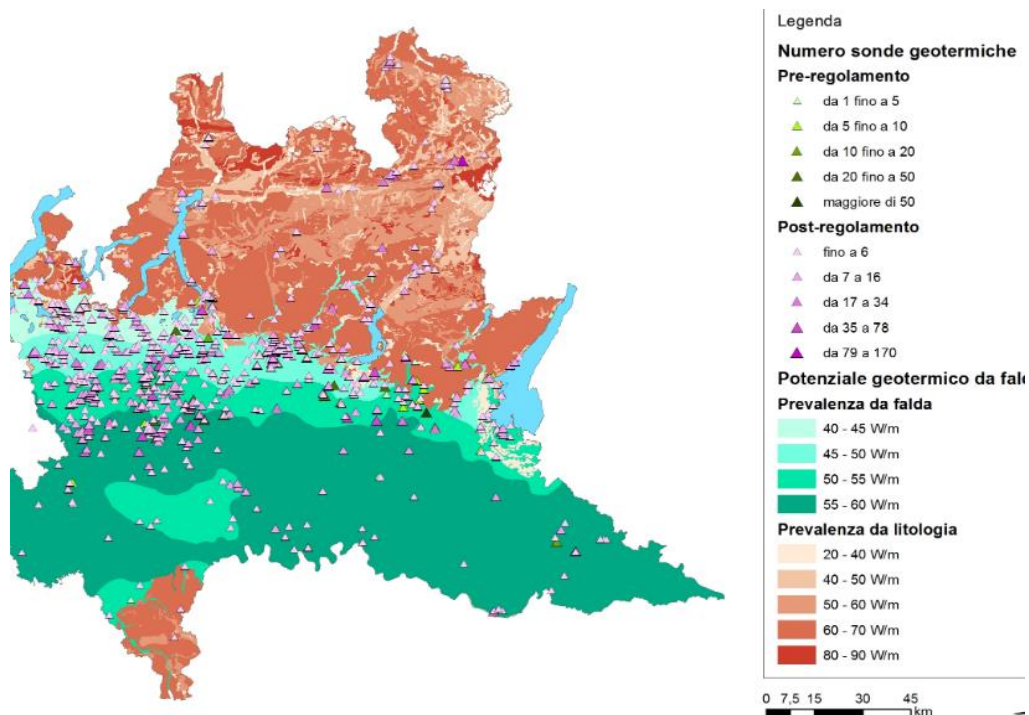 Legenda
Numero sonde geotermiche
Pre-regolamento
da 1 fino a 5
da 5 fino a 10
da 10 fino a 20
da 20 fino a 50
maggiore di 50
Post-regolamento
fino a 6
da 7 a 16
da 17 a 34
da 35 a 78
da 79 a 170
Potenziale geotermico da
Prevalenza da falda
40 - 45 W/m
45 - 50 W/m
50 - 55 W/m
55 - 60 W/m
Prevalenza da litologia
20 - 40 W/m
40 - 50 W/m
50 - 60 W/m
60 - 70 W/m
80 - 90 W/m
0 7,5 15 30 45
km